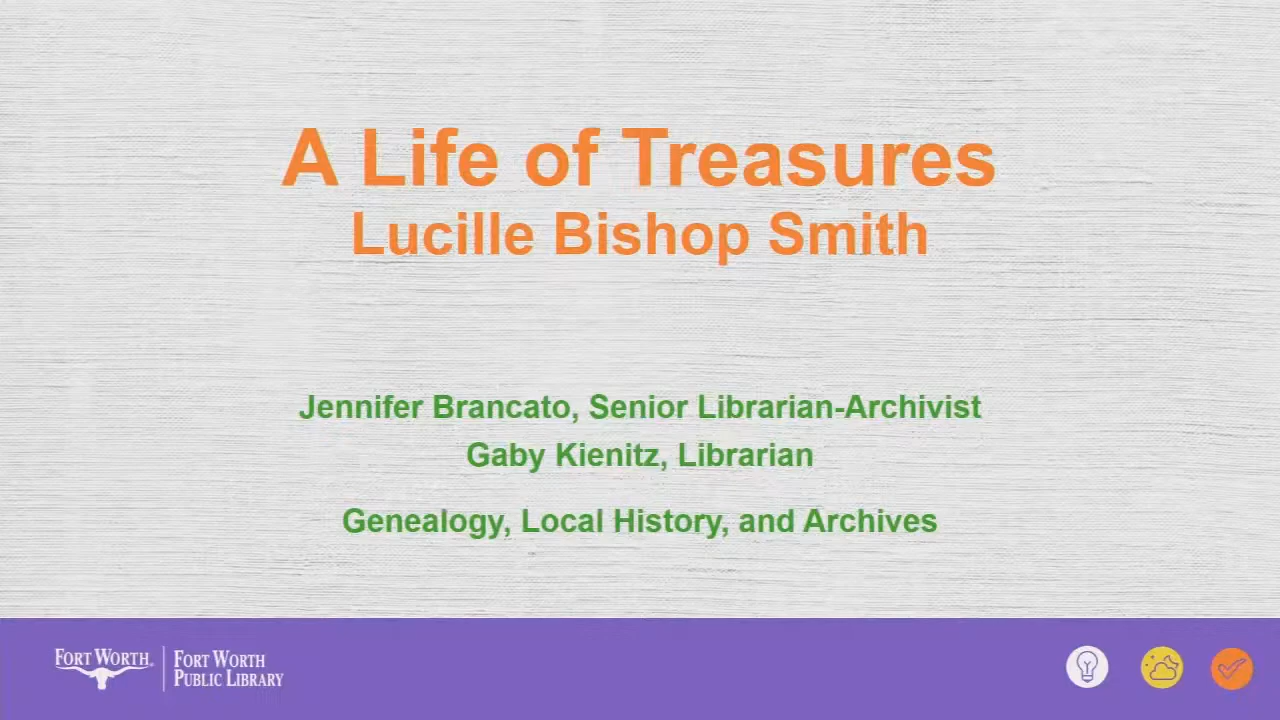 A Life of Treasures
Lucille Bishop Smith
Jennifer Brancato, Senior Librarian-Archivist
Gaby Kienitz, Librarian
Genealogy, Local History, and Archives
FORT WORTH®
FORT WORTH
PUBLIC LIBRARY